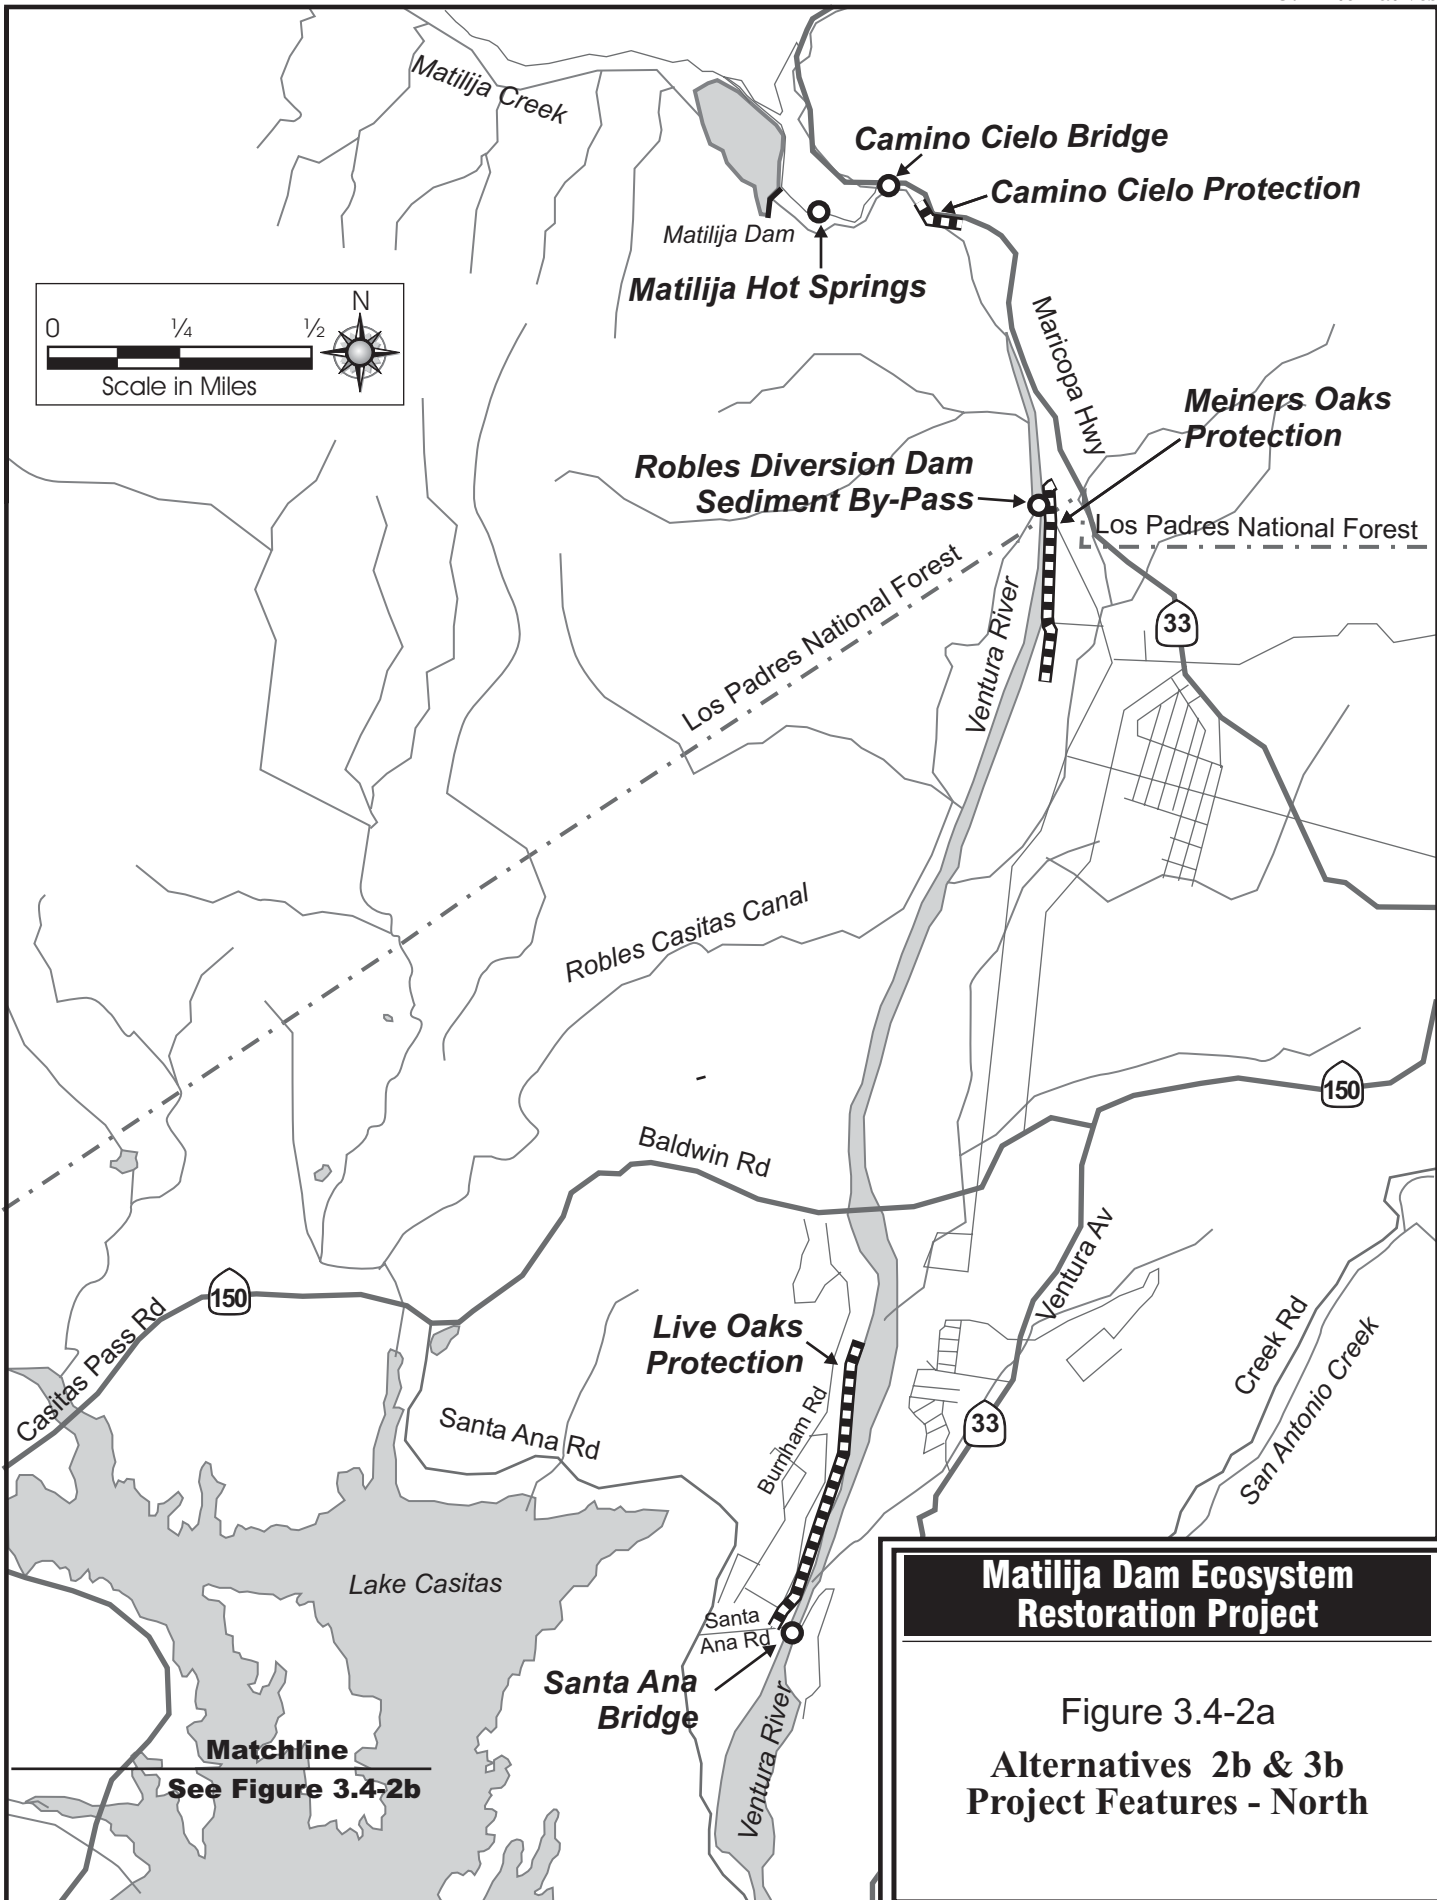 Matilija Creek
Camino Cielo Bridge
Camino Cielo Protection
Matilija Dam
Matilija Hot Springs
N
0 ¼ ½
Scale in Miles
Maricopa Hwy
Meiners Oaks
Protection
Robles Diversion Dam
Sediment By-Pass
Los Padres National Forest
Los Padres National Forest
Ventura River
33
Robles Casitas Canal
150
Baldwin Rd
Ventura Av
150
Casitas Pass Rd
Live Oaks
Protection
Creek Rd
San Antonio Creek
Burnham Rd
Santa Ana Rd
33
Lake Casitas
Santa
Ana Rd
Santa Ana
Bridge
Ventura River
Matchline
See Figure 3.4-2b
Matilija Dam Ecosystem
Restoration Project
Figure 3.4-2a
Alternatives 2b & 3b
Project Features - North